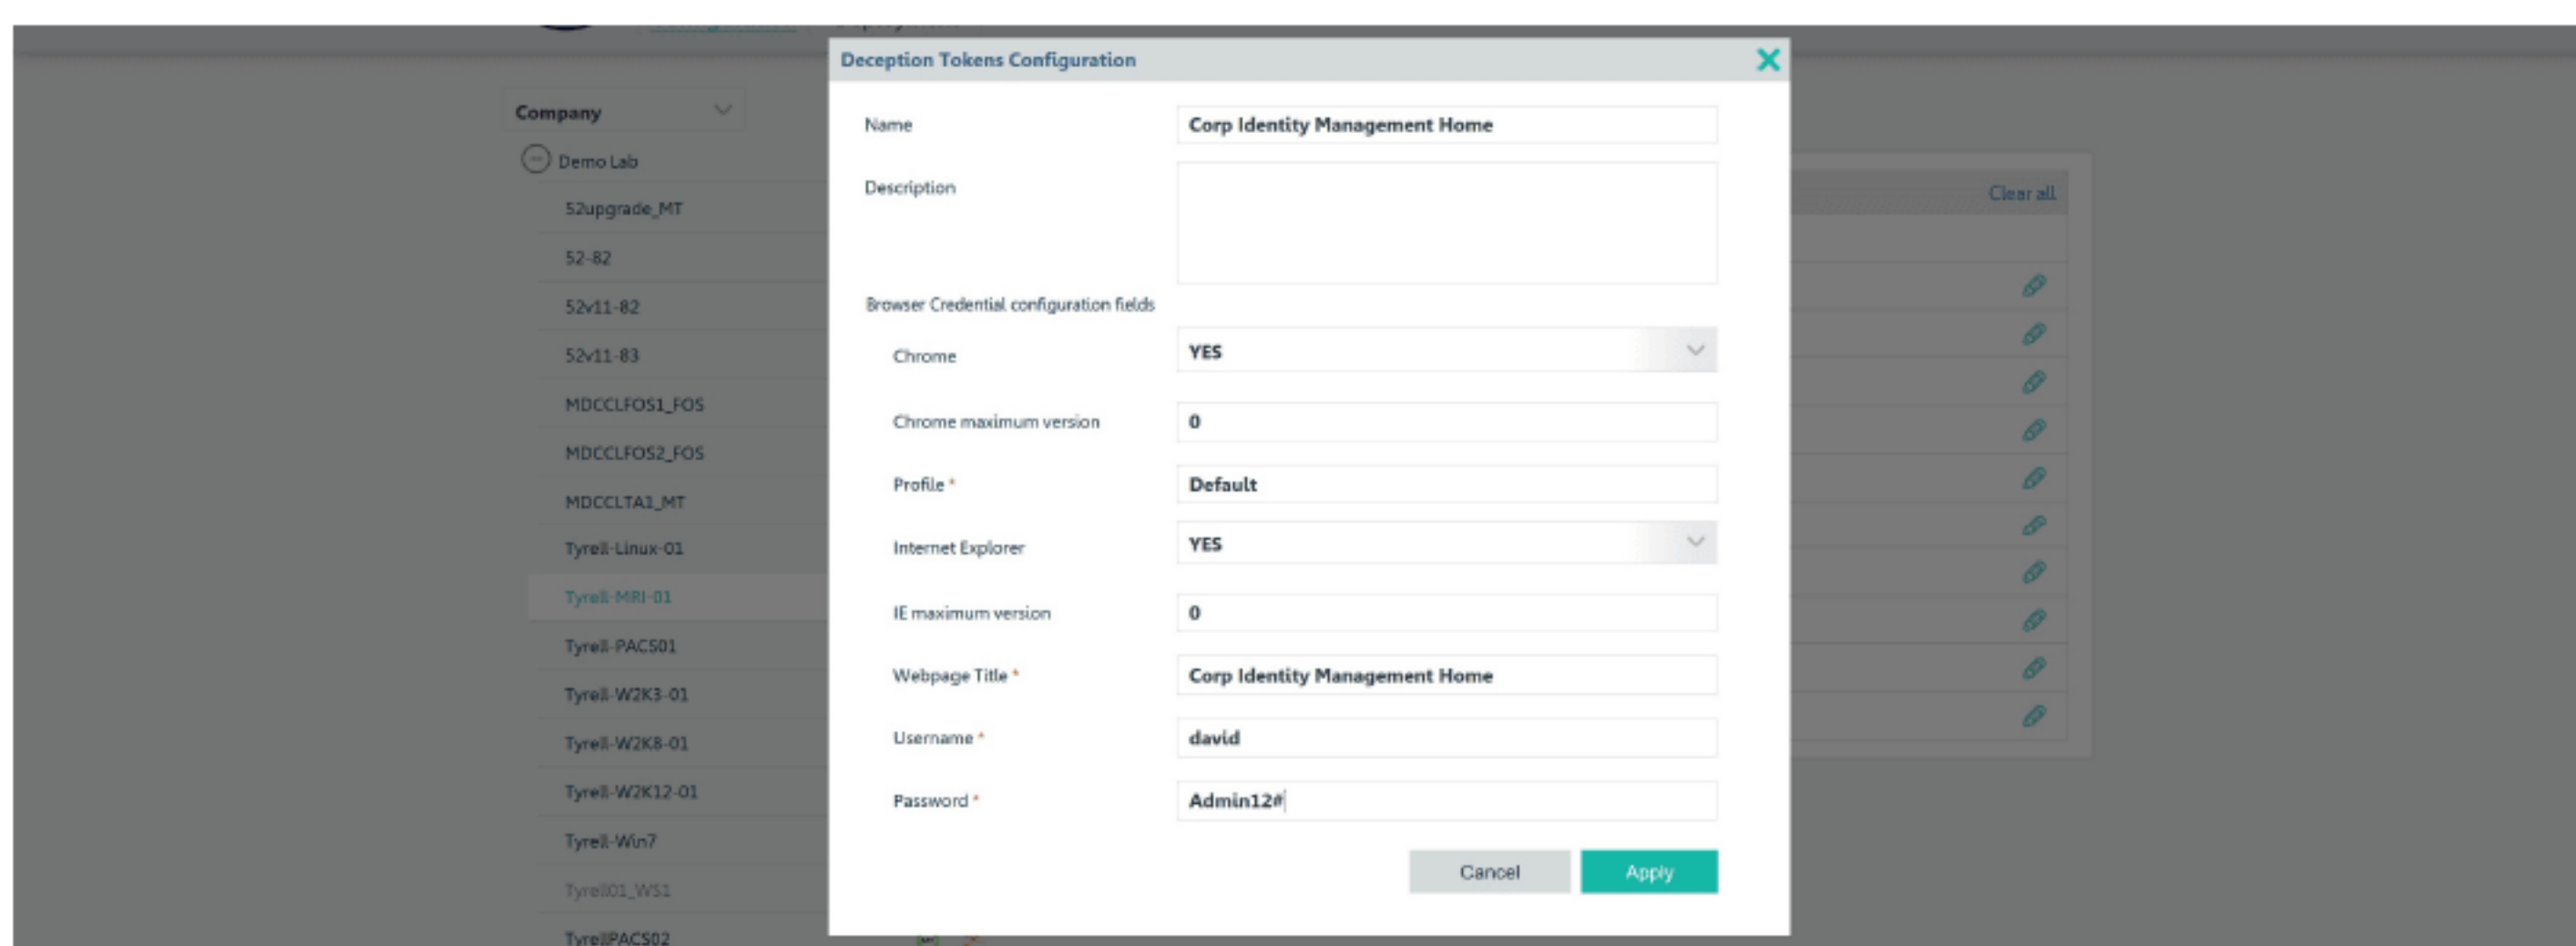 Deception Tokens Configuration
Company
Demo Lab
52upgrade_MT
52-82
52v11-82
52v11-83
MDCCLFOS1_FOS
MDCCLFOS2_FOS
MDCCLTA1_MT
Tyrell-Linux-01
Tyrell-MRI-01
Tyrell-PACS01
Tyrell-W2K3-01
Tyrell-W2K8-01
Tyrell-W2K12-01
Tyrell-Win7
Tyrell01_WS1
TyrellPACS02
Name Corp Identity Management Home
Description
Browser Credential configuration fields
Chrome YES
Chrome maximum version 0
Profile * Default
Internet Explorer YES
IE maximum version 0
Webpage Title * Corp Identity Management Home
Username * david
Password * Admin12#
Cancel Apply
Clear all